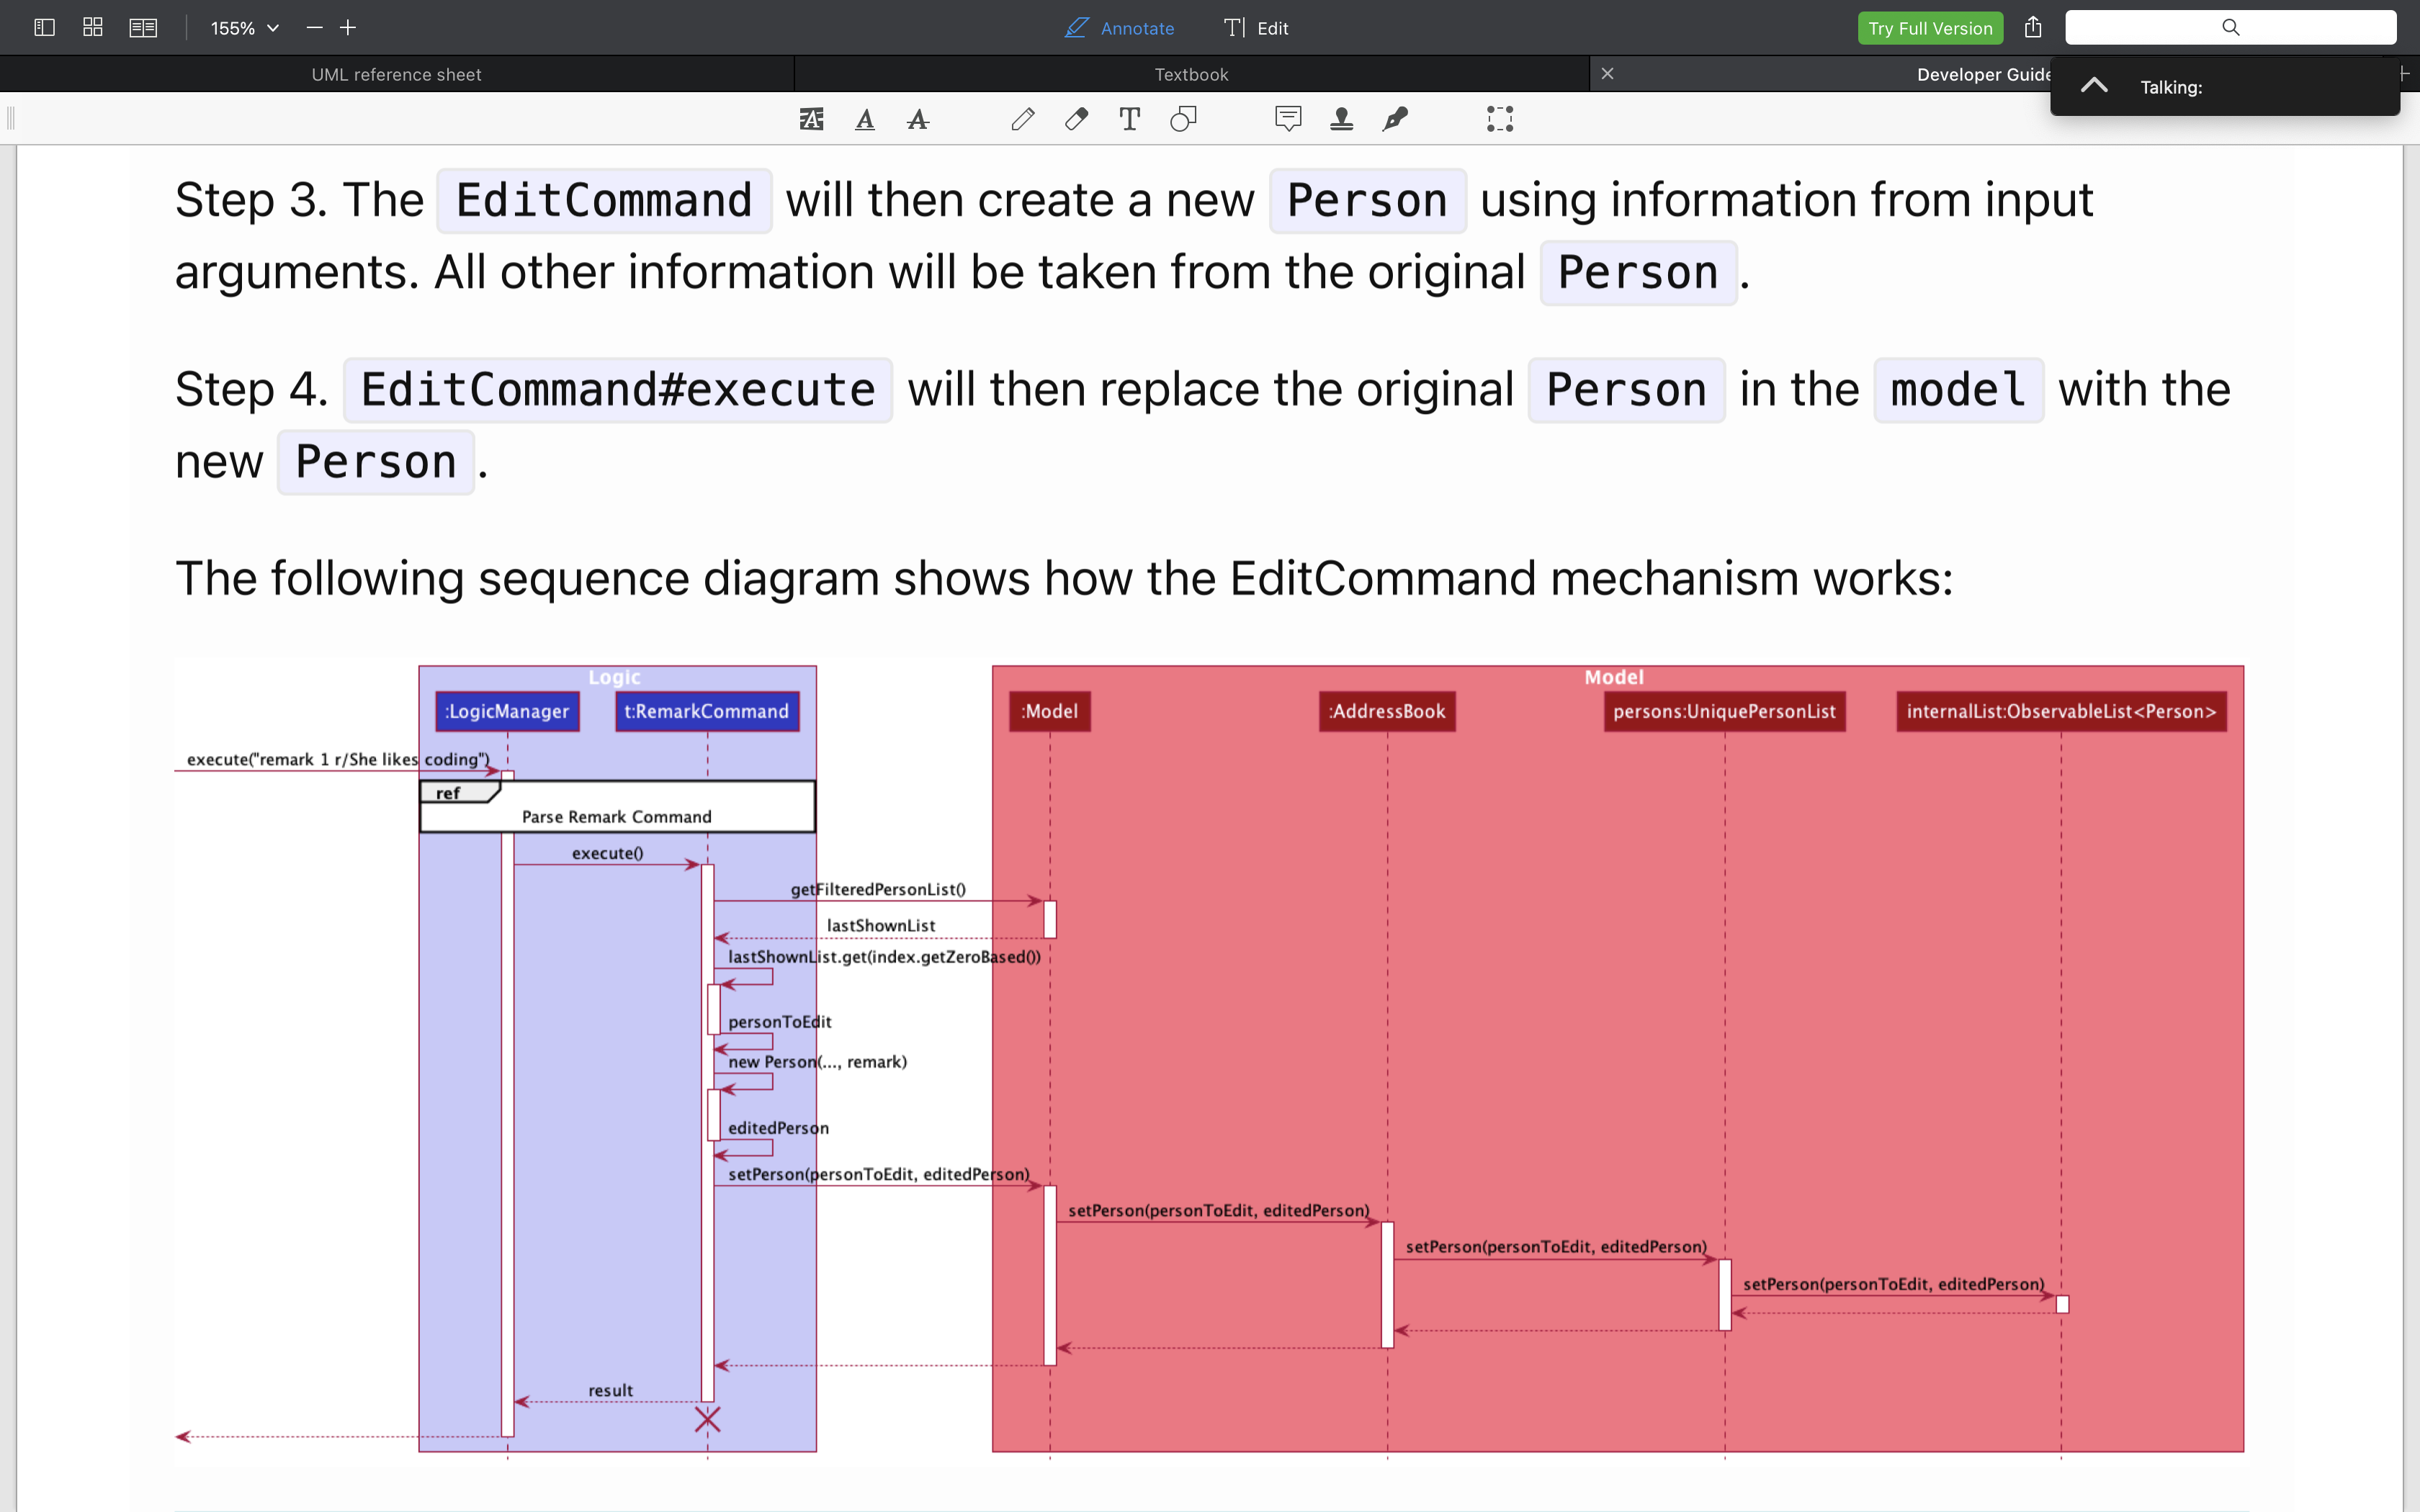 155%
Annotate
Edit
Try Full Version
UML reference sheet
Textbook
Developer Guide
Talking:
Step 3. The EditCommand will then create a new Person using information from input
arguments. All other information will be taken from the original Person.
Step 4. EditCommand#execute will then replace the original Person in the model with the
new Person.
The following sequence diagram shows how the EditCommand mechanism works:
Logic
Model
:LogicManager
t:RemarkCommand
:Model
:AddressBook
persons:UniquePersonList
internalList:ObservableList<Person>
execute("remark 1 r/She likes coding")
ref
Parse Remark Command
execute()
getFilteredPersonList()
lastShownList
lastShownList.get(index.getZeroBased())
personToEdit
new Person(..., remark)
editedPerson
setPerson(personToEdit, editedPerson)
setPerson(personToEdit, editedPerson)
setPerson(personToEdit, editedPerson)
setPerson(personToEdit, editedPerson)
result